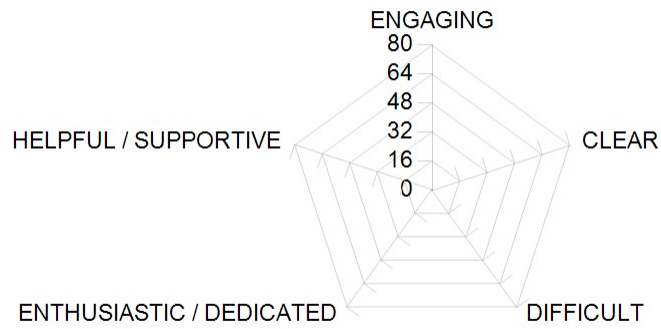 ENGAGING
80
64
48
32
16
0
HELPFUL / SUPPORTIVE
CLEAR
ENTHUSIASTIC / DEDICATED
DIFFICULT